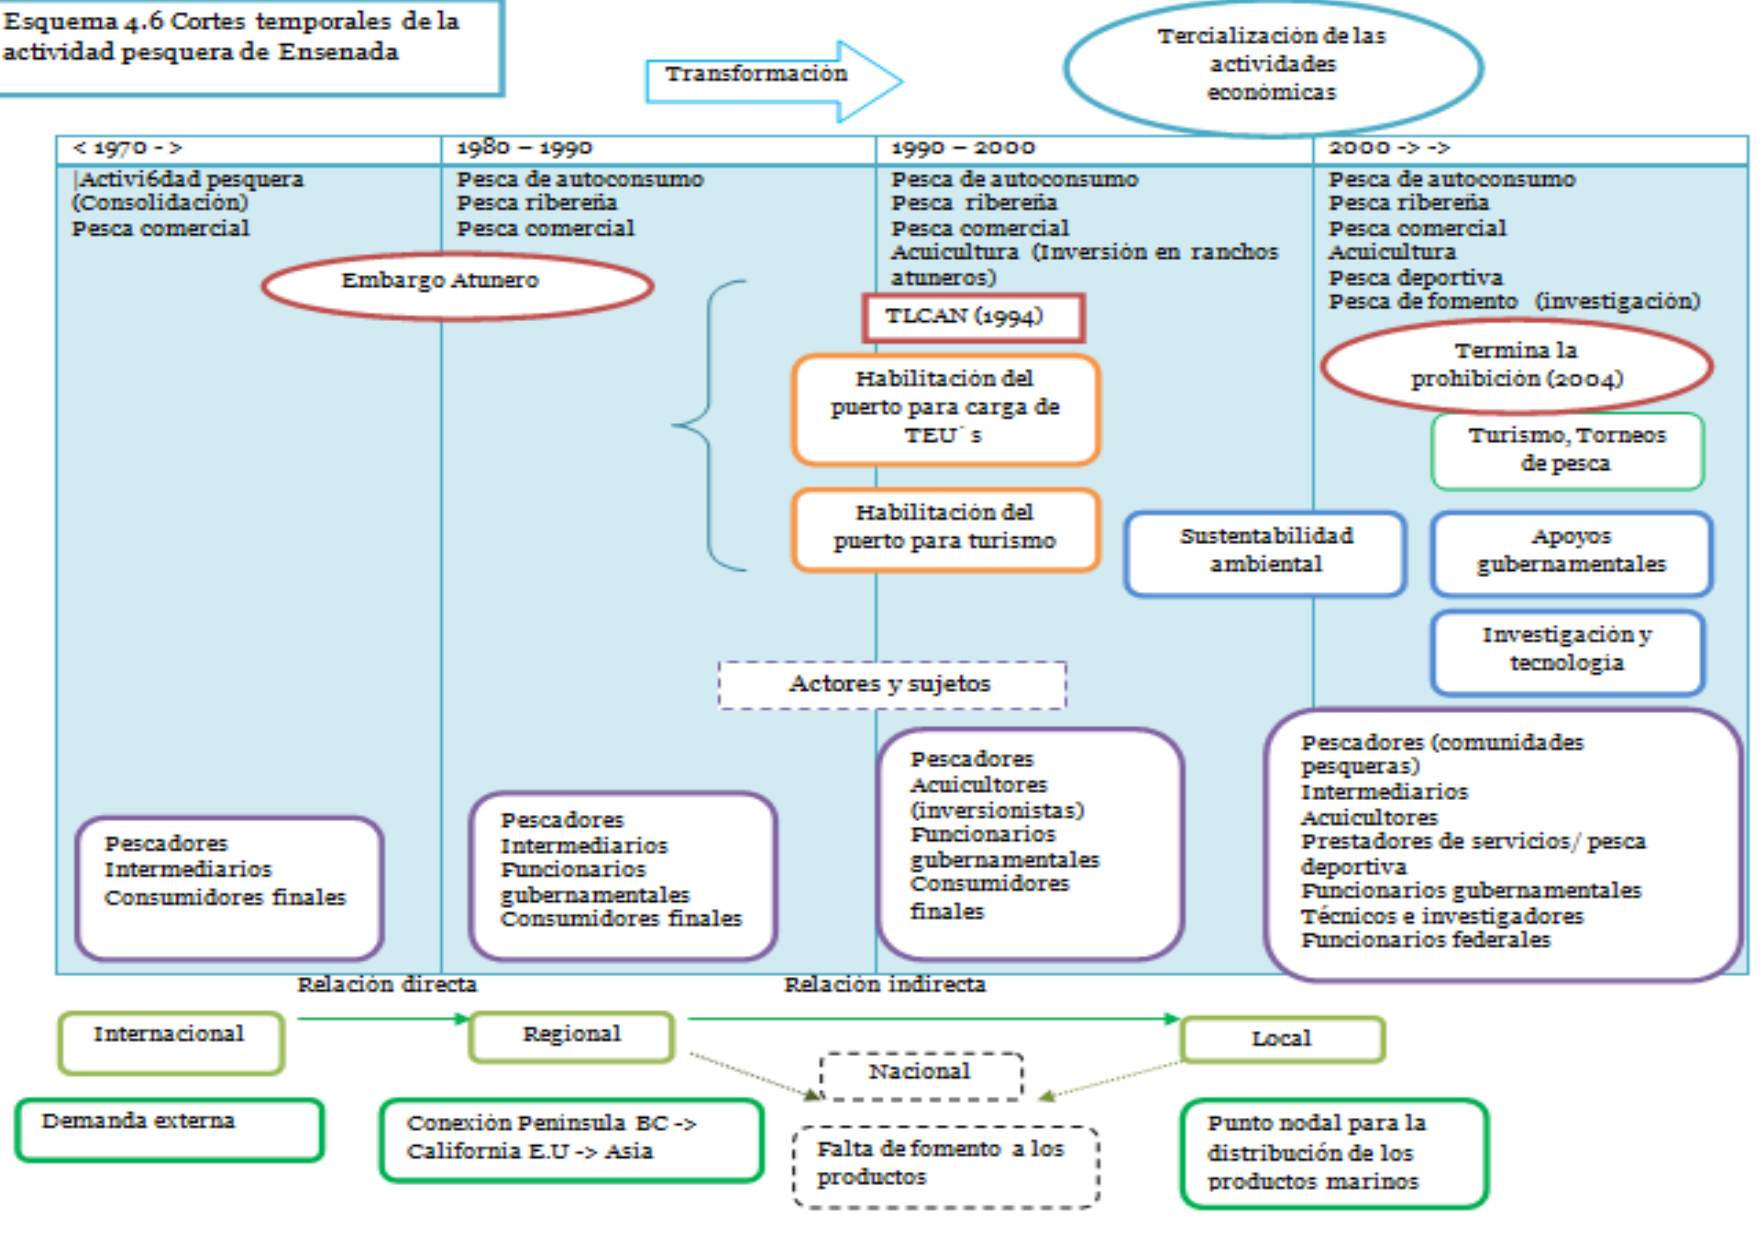 Esquema 4.6 Cortes temporales de la
actividad pesquera de Ensenada
Transformación
Tercialización de las
actividades
económicas
< 1970 - >
1980 – 1990
1990 – 2000
2000 -> ->
|Activi6dad pesquera
(Consolidación)
Pesca comercial
Pesca de autoconsumo
Pesca ribereña
Pesca comercial
Pesca de autoconsumo
Pesca ribereña
Pesca comercial
Acuicultura (Inversión en ranchos
atuneros)
Pesca de autoconsumo
Pesca ribereña
Pesca comercial
Acuicultura
Pesca deportiva
Pesca de fomento (investigación)
Embargo Atunero
TLCAN (1994)
Habilitación del
puerto para carga de
TEU´s
Habilitación del
puerto para turismo
Termina la
prohibición (2004)
Turismo, Torneos
de pesca
Sustentabilidad
ambiental
Apoyos
gubernamentales
Investigación y
tecnología
Actores y sujetos
Pescadores
Intermediarios
Consumidores finales
Pescadores
Intermediarios
Funcionarios
gubernamentales
Consumidores finales
Pescadores
Acuicultores
(inversionistas)
Funcionarios
gubernamentales
Consumidores
finales
Pescadores (comunidades
pesqueras)
Intermediarios
Acuicultores
Prestadores de servicios/ pesca
deportiva
Funcionarios gubernamentales
Técnicos e investigadores
Funcionarios federales
Relación directa
Relación indirecta
Internacional
Regional
Nacional
Local
Demanda externa
Conexión Península BC ->
California E.U -> Asia
Falta de fomento a los
productos
Punto nodal para la
distribución de los
productos marinos